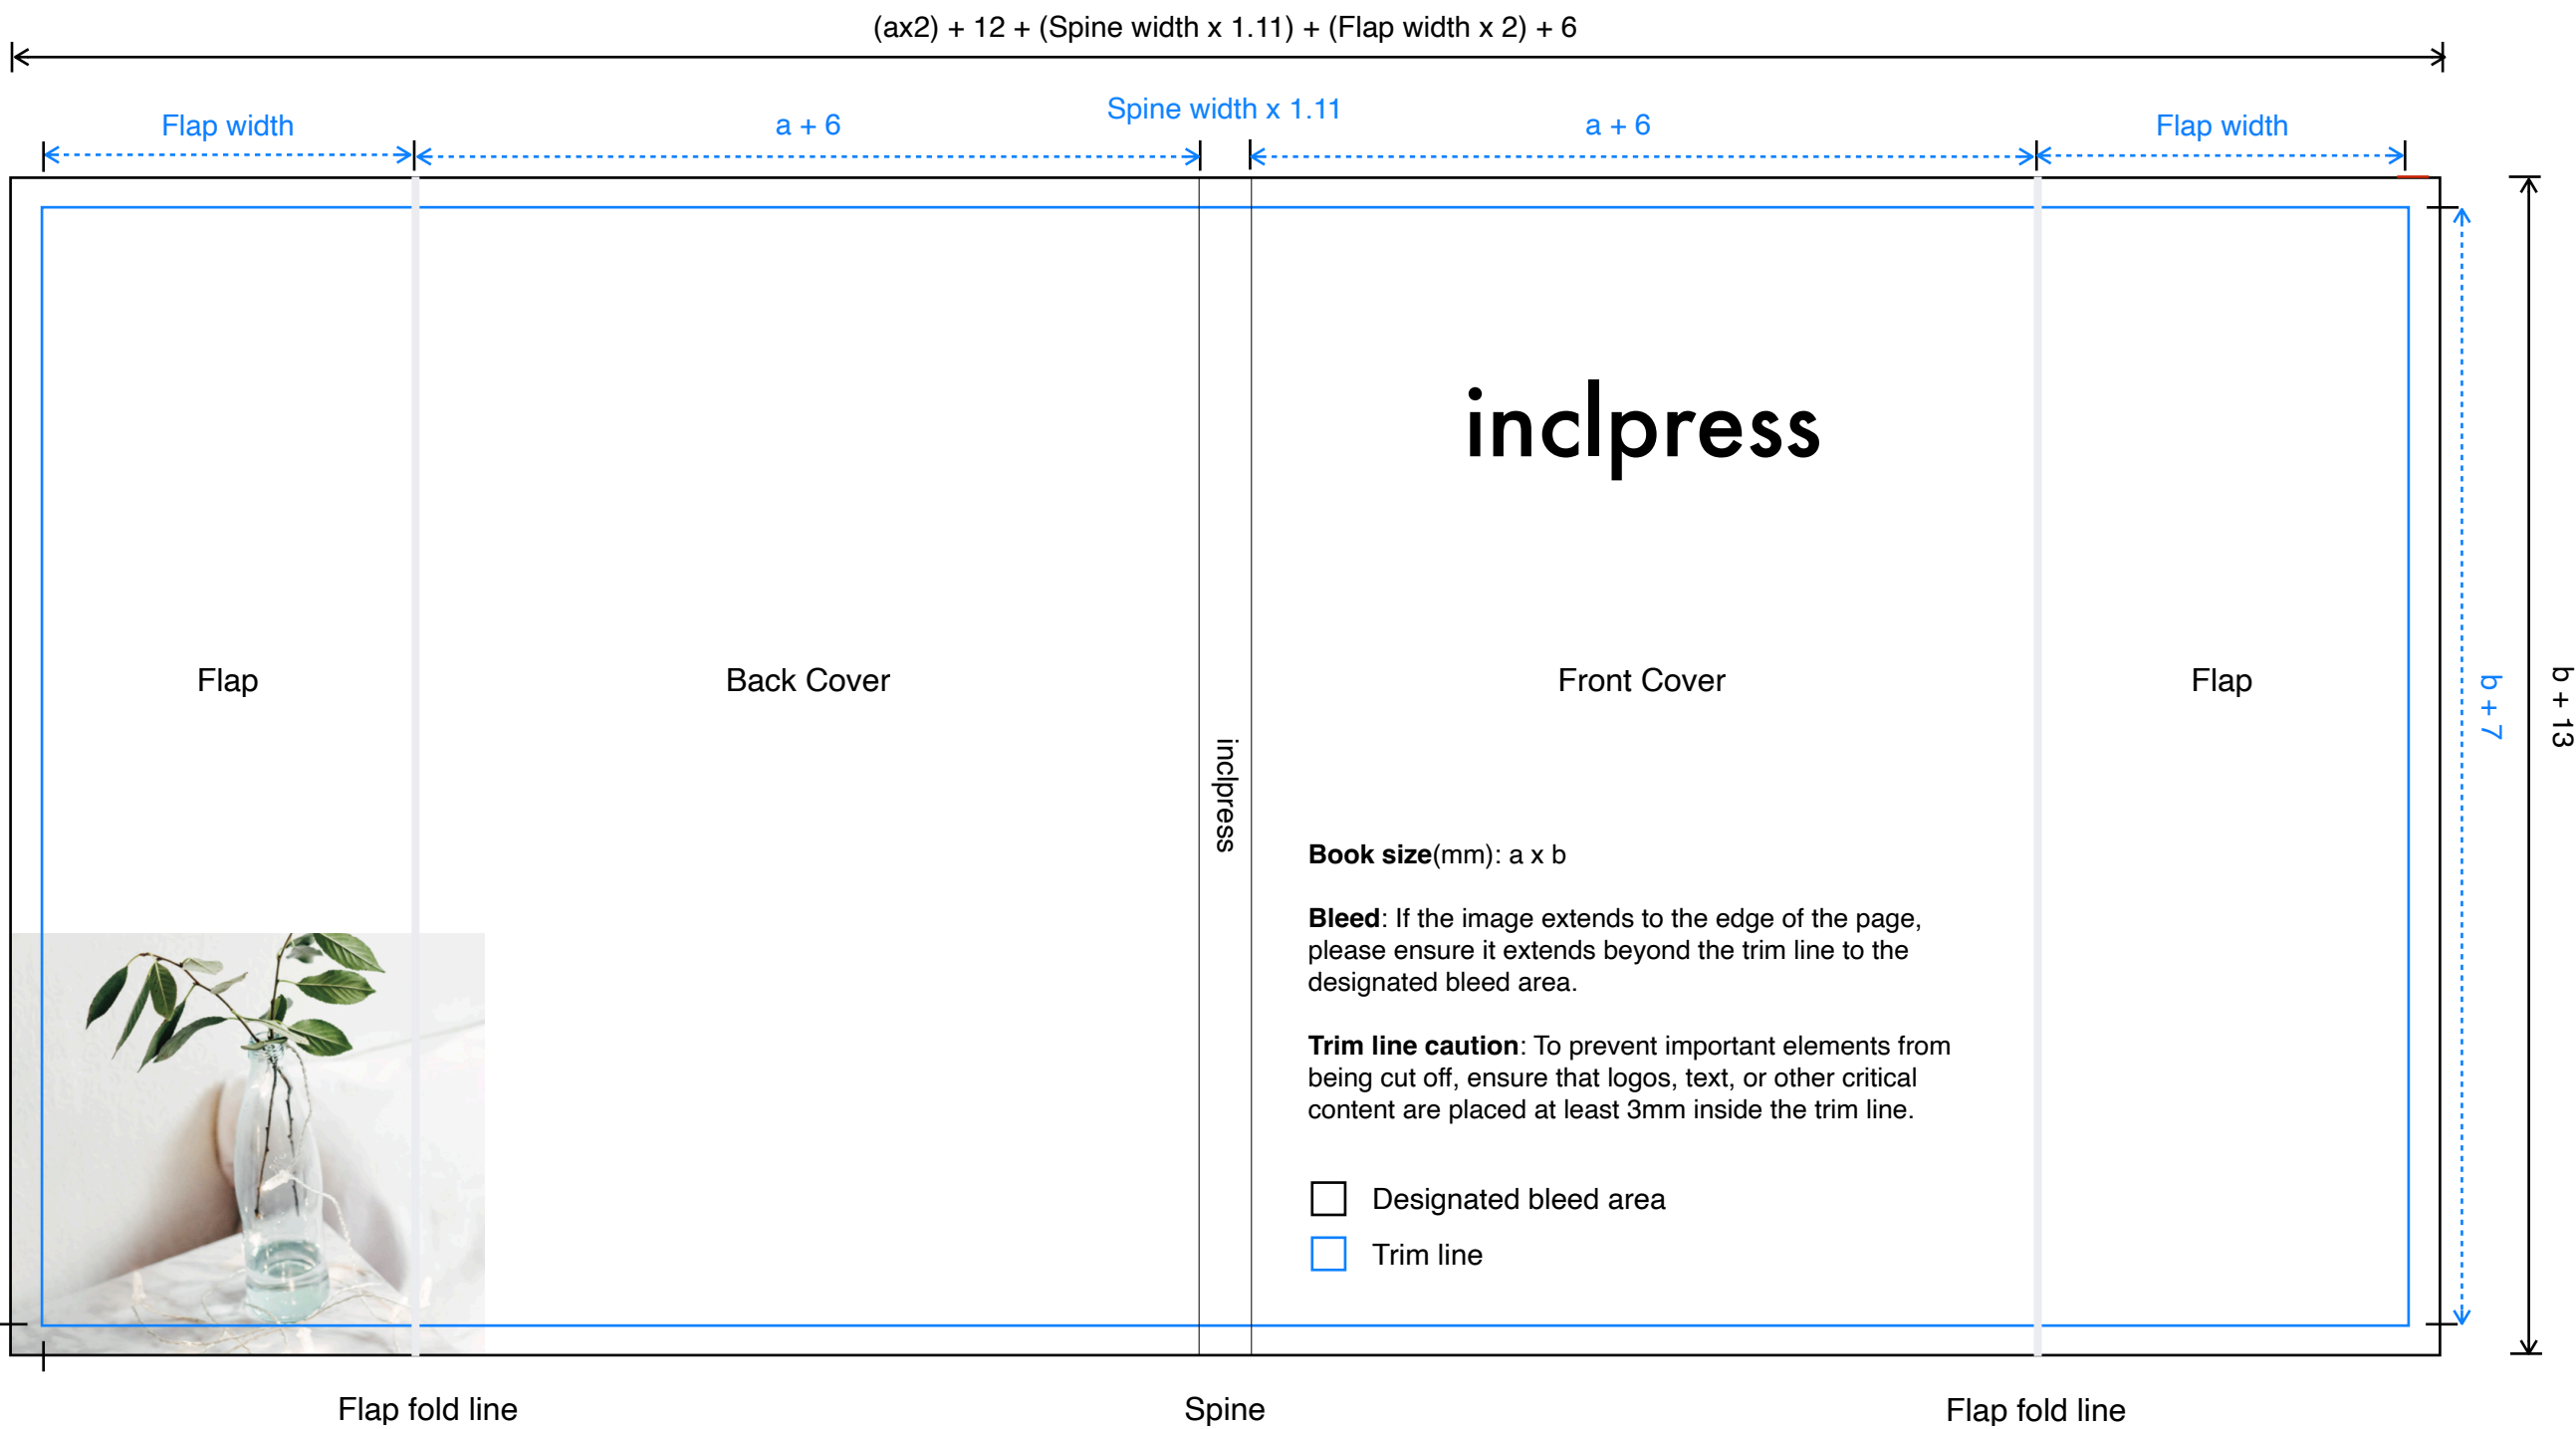 (ax2) + 12 + (Spine width x 1.11) + (Flap width x 2) + 6
Flap width
a + 6
Spine width x 1.11
a + 6
Flap width
inclpress
Flap
Back Cover
Front Cover
Flap
b + 7
b + 13
inclpress
Book size(mm): a x b
Bleed: If the image extends to the edge of the page,
please ensure it extends beyond the trim line to the
designated bleed area.
Trim line caution: To prevent important elements from
being cut off, ensure that logos, text, or other critical
content are placed at least 3mm inside the trim line.
Designated bleed area
Trim line
Flap fold line
Spine
Flap fold line